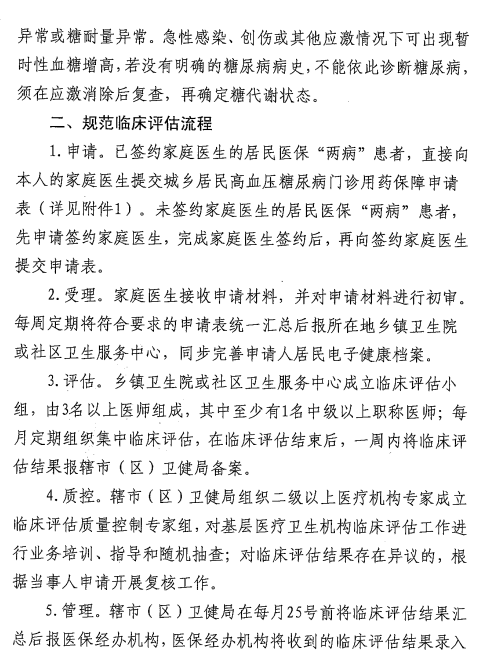 异常或糖耐量异常。急性感染、创伤或其他应激情况下可出现暂
时性血糖增高，若没有明确的糖尿病病史，不能依此诊断糖尿病，
须在应激消除后复查，再确定糖代谢状态。
二、规范临床评估流程
1. 申请。已签约家庭医生的居民医保“两病”患者，直接向
本人的家庭医生提交城乡居民高血压糖尿病门诊用药保障申请
表（详见附件1）。未签约家庭医生的居民医保“两病”患者，
先申请签约家庭医生，完成家庭医生签约后，再向签约家庭医生
提交申请表。
2. 受理。家庭医生接收申请材料，并对申请材料进行初审。
每周定期将符合要求的申请表统一汇总后报所在地乡镇卫生院
或社区卫生服务中心，同步完善申请人居民电子健康档案。
3. 评估。乡镇卫生院或社区卫生服务中心成立临床评估小
组，由3名以上医师组成，其中至少有1名中级以上职称医师；每
月定期组织集中临床评估，在临床评估结束后，一周内将临床评
估结果报辖市（区）卫健局备案。
4. 质控。辖市（区）卫健局组织二级以上医疗机构专家成立
临床评估质量控制专家组，对基层医疗卫生机构临床评估工作进
行业务培训、指导和随机抽查；对临床评估结果存在异议的，根
据当事人申请开展复核工作。
5. 管理。辖市（区）卫健局在每月25号前将临床评估结果汇
总后报医保经办机构，医保经办机构将收到的临床评估结果录入